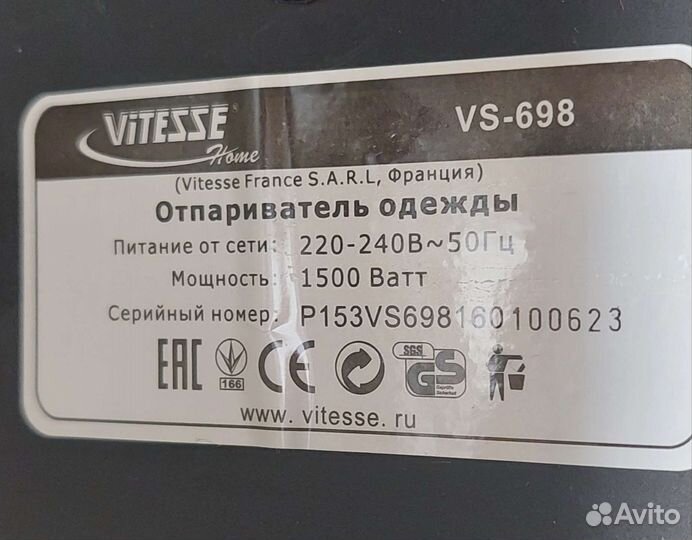 ViTESSE® VS-698
Home
(Vitesse France S.A.R.L, Франция)
Отпариватель одежды
Питание от сети: 220-240В~50Гц
Мощность: 1500 Ватт
Серийный номер: P153VS698160100623
EAC 166 CE SGS GS
www. vitesse. ru
Avito